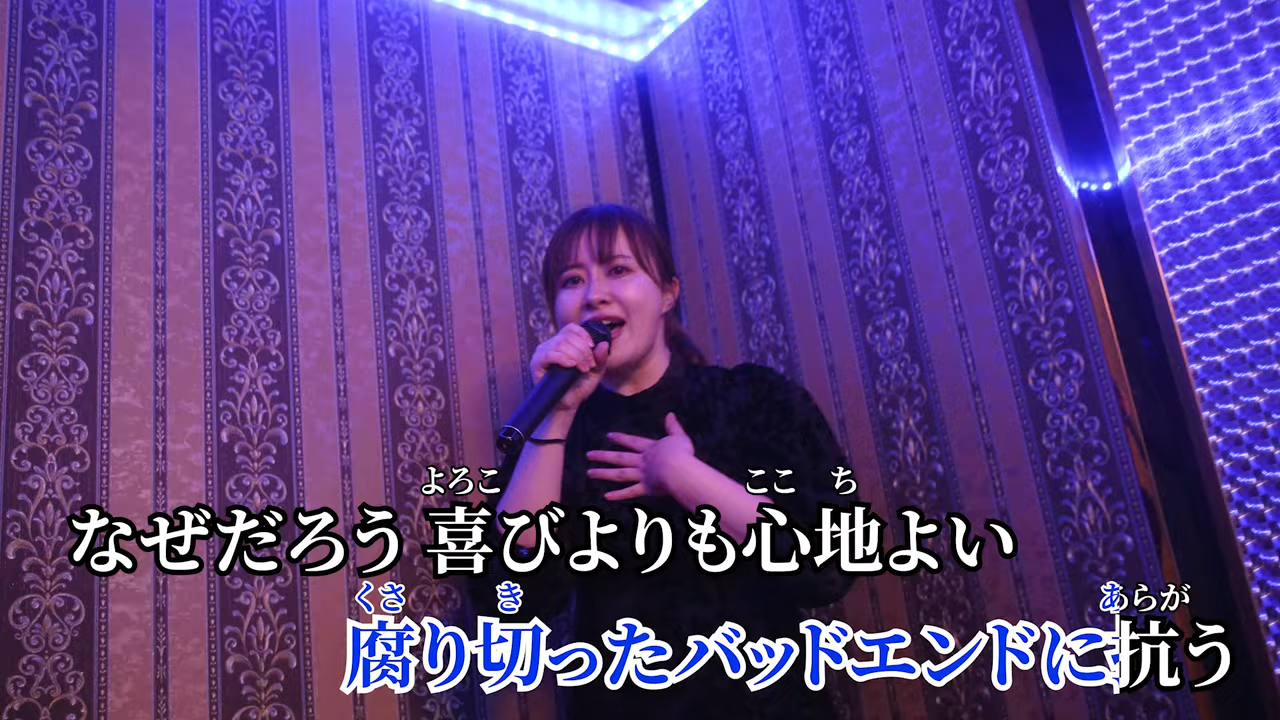 よろこ ここ ち
なぜだろう 喜びよりも心地よい
くさ き あらが
腐り切ったバッドエンドに抗う